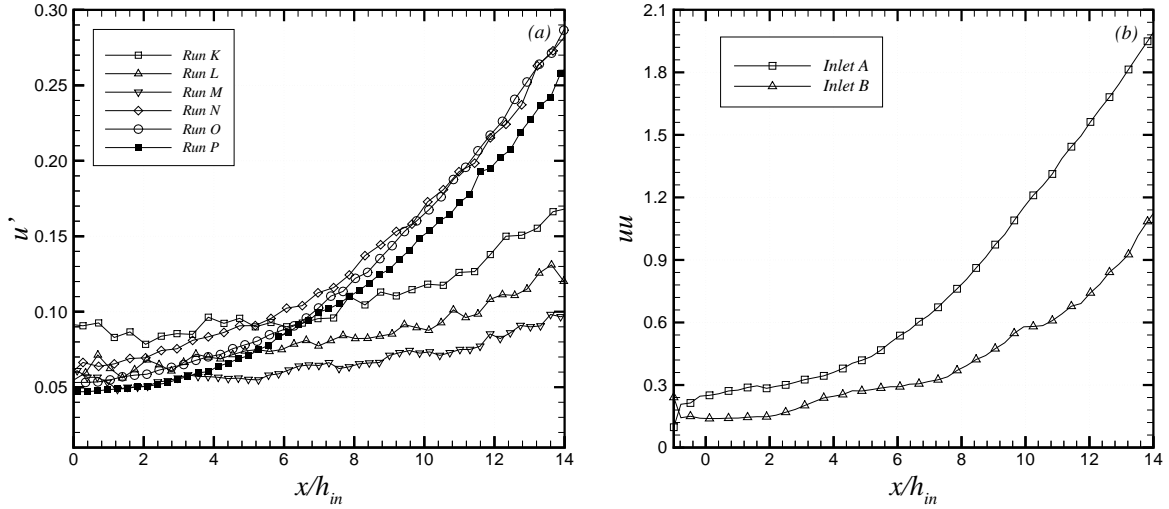 (a)
Run K
Run L
Run M
Run N
Run O
Run P
0.30
0.25
0.20
0.15
0.10
0.05
u’
0 2 4 6 8 10 12 14
x/h_in
(b)
Inlet A
Inlet B
2.1
1.8
1.5
1.2
0.9
0.6
0.3
0
uu
0 2 4 6 8 10 12 14
x/h_in